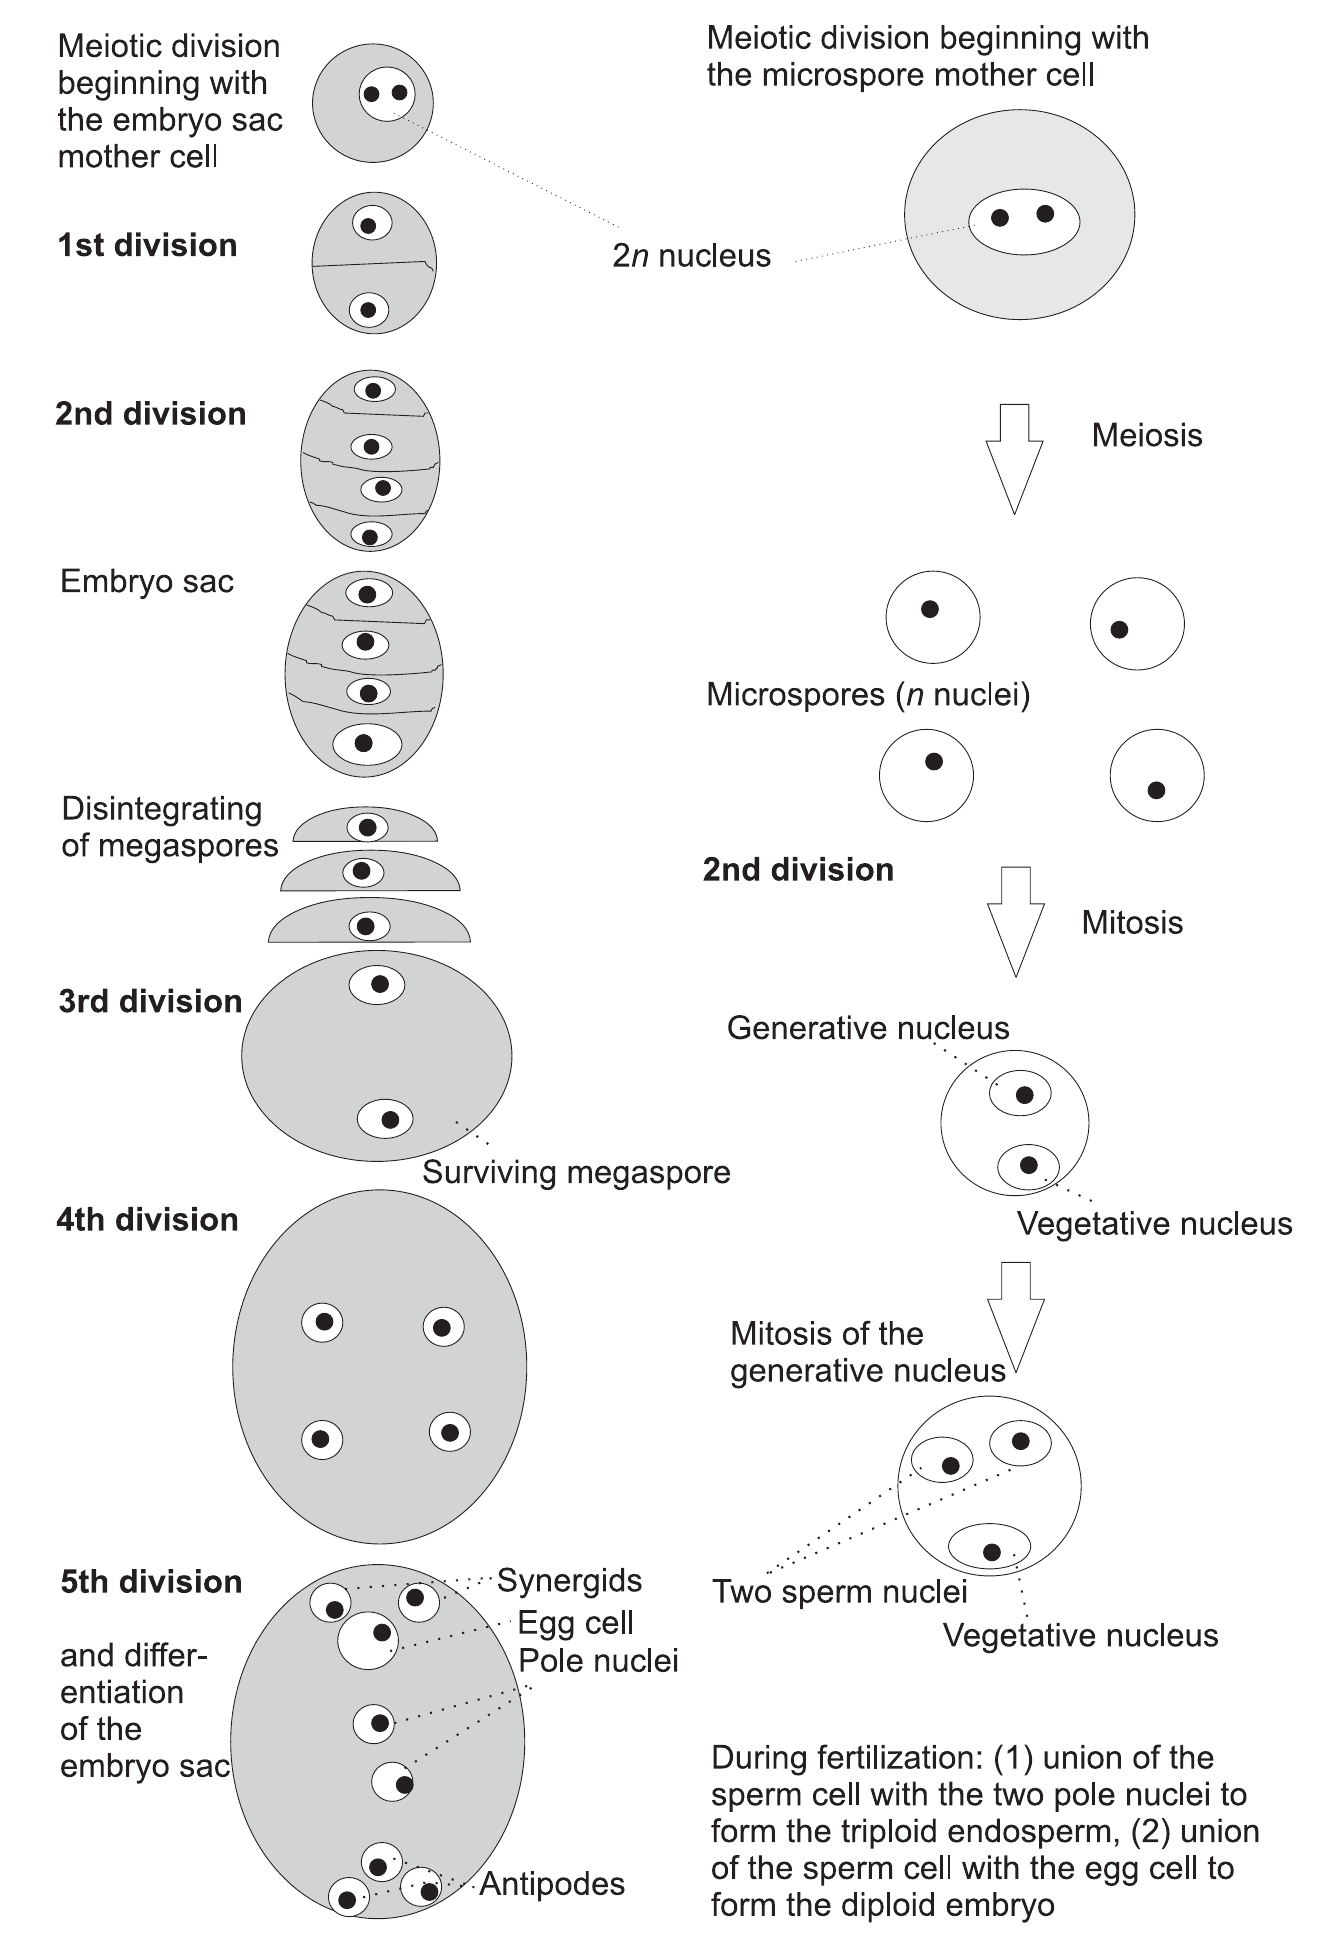 Meiotic division
beginning with
the embryo sac
mother cell
Meiotic division beginning with
the microspore mother cell
1st division
2n nucleus
2nd division
Meiosis
Embryo sac
Microspores (n nuclei)
Disintegrating
of megaspores
2nd division
Mitosis
3rd division
Generative nucleus
Surviving megaspore
4th division
Vegetative nucleus
Mitosis of the
generative nucleus
5th division
Synergids
Two sperm nuclei
Egg cell
Vegetative nucleus
and differ-
entiation
of the
embryo sac
Pole nuclei
During fertilization: (1) union of the
sperm cell with the two pole nuclei to
form the triploid endosperm, (2) union
of the sperm cell with the egg cell to
form the diploid embryo
Antipodes